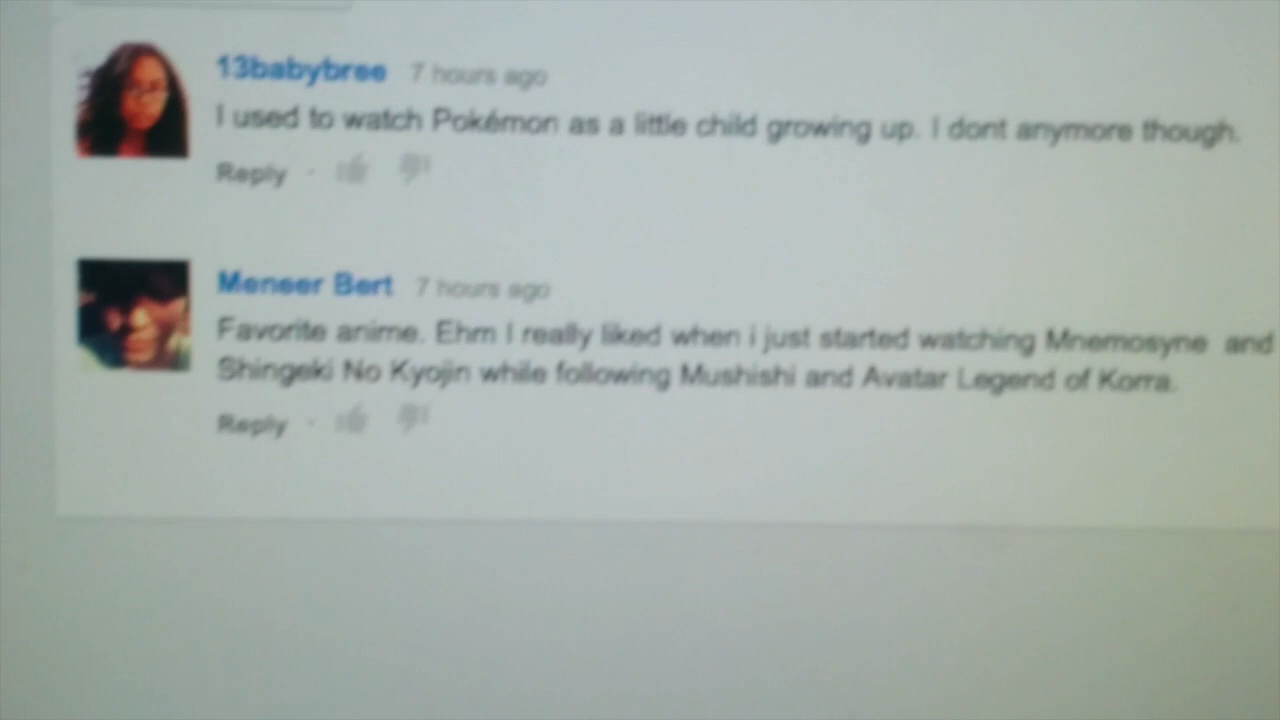 13babybree 7 hours ago
I used to watch Pokémon as a little child growing up. I dont anymore though.
Reply ·
Meneer Bert 7 hours ago
Favorite anime. Ehm I really liked when i just started watching Mnemosyne and
Shingeki No Kyojin while following Mushishi and Avatar Legend of Korra.
Reply ·